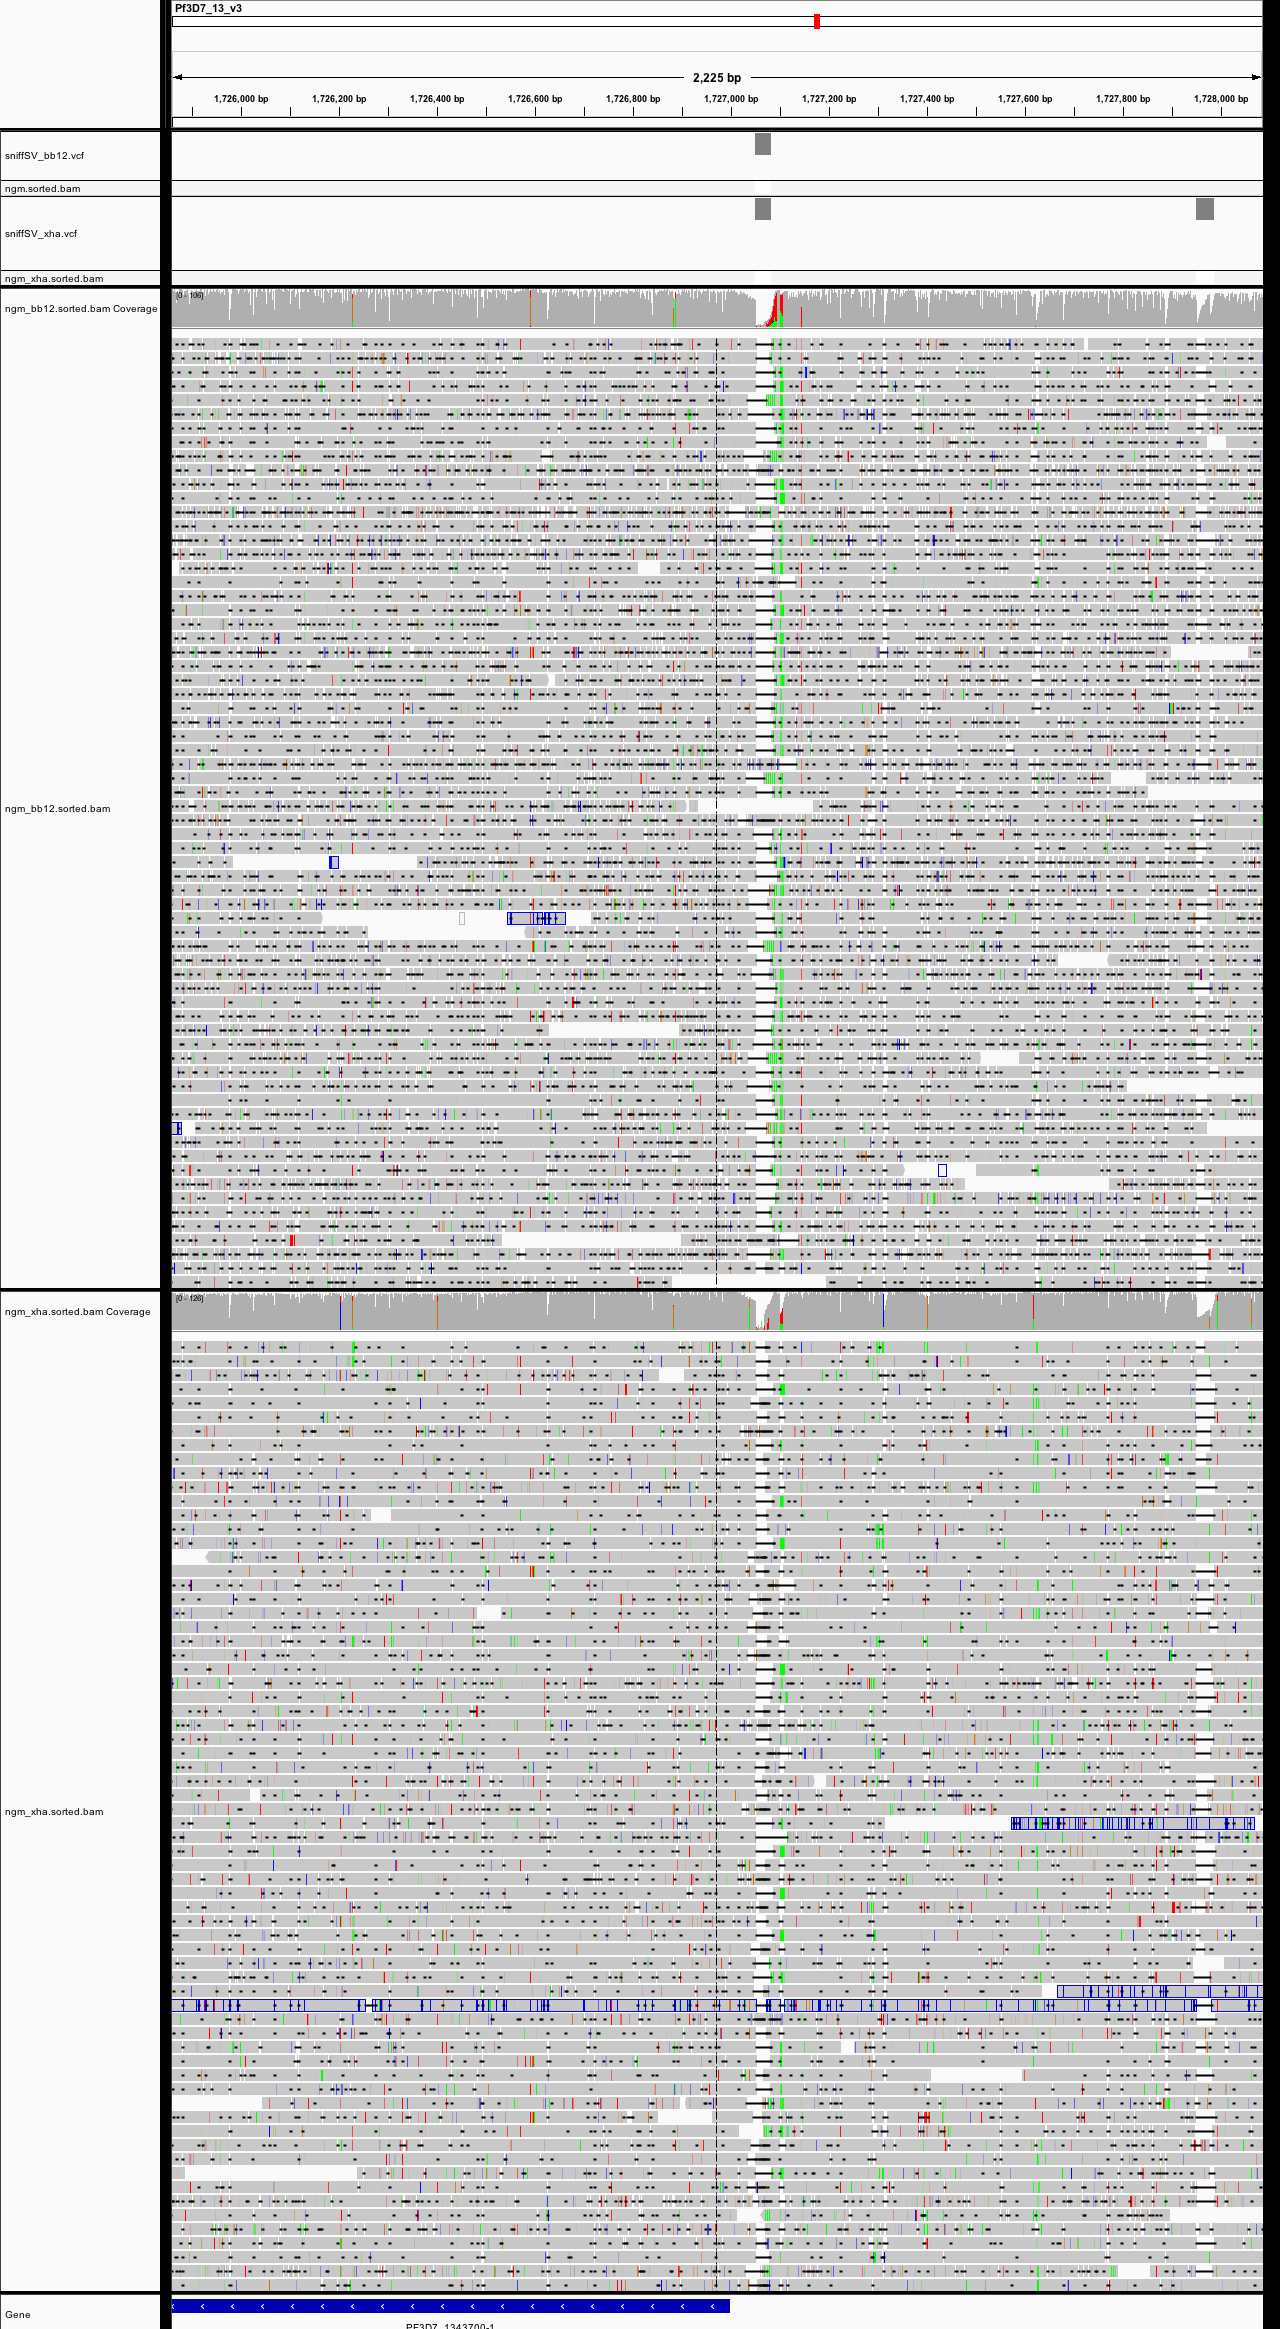 Pf3D7_13_v3
2,225 bp
1,726,000 bp 1,726,200 bp 1,726,400 bp 1,726,600 bp 1,726,800 bp 1,727,000 bp 1,727,200 bp 1,727,400 bp 1,727,600 bp 1,727,800 bp 1,728,000 bp
sniffSV_bb12.vcf
ngm.sorted.bam
sniffSV_xha.vcf
ngm_xha.sorted.bam
ngm_bb12.sorted.bam Coverage
[0 - 106]
ngm_bb12.sorted.bam
ngm_xha.sorted.bam Coverage
[0 - 126]
ngm_xha.sorted.bam
Gene
PF3D7_1343700-1